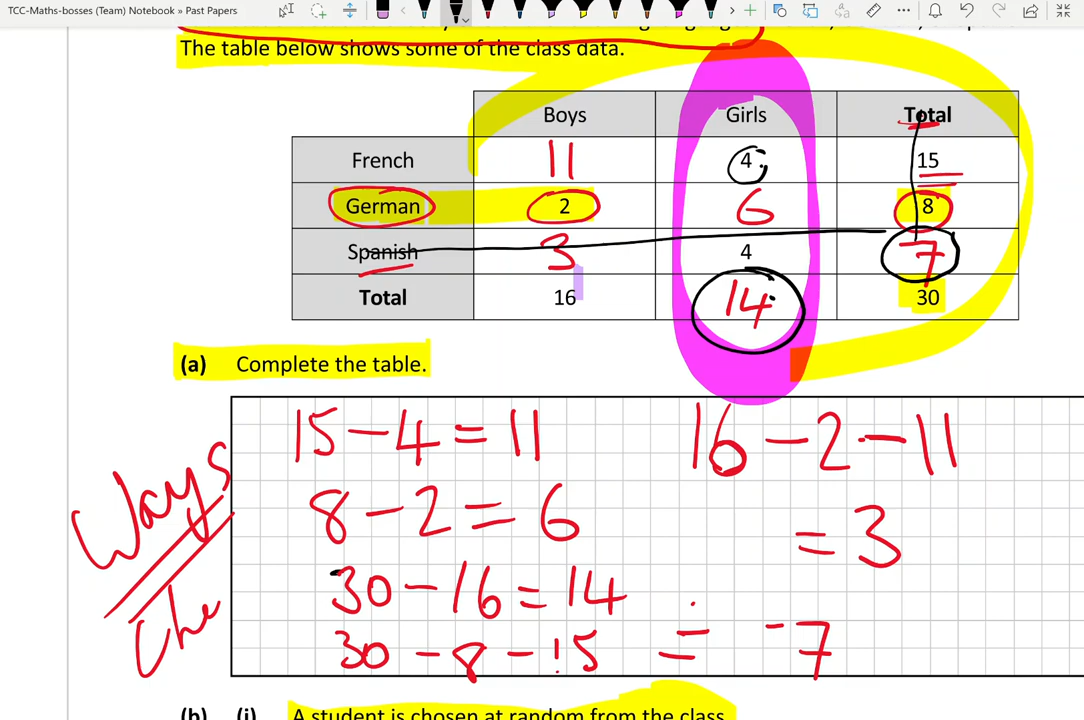 TCC-Maths-bosses (Team) Notebook » Past Papers
The table below shows some of the class data.
Boys Girls Total
French 11 4 15
German 2 6 8
Spanish 3 4 7
Total 16 14 30
(a) Complete the table.
15-4=11
16-2-11
8-2=6
=3
30-16=14
30-8-15 = 7
Ways
Che
(b) (i) A student is chosen at random from the class